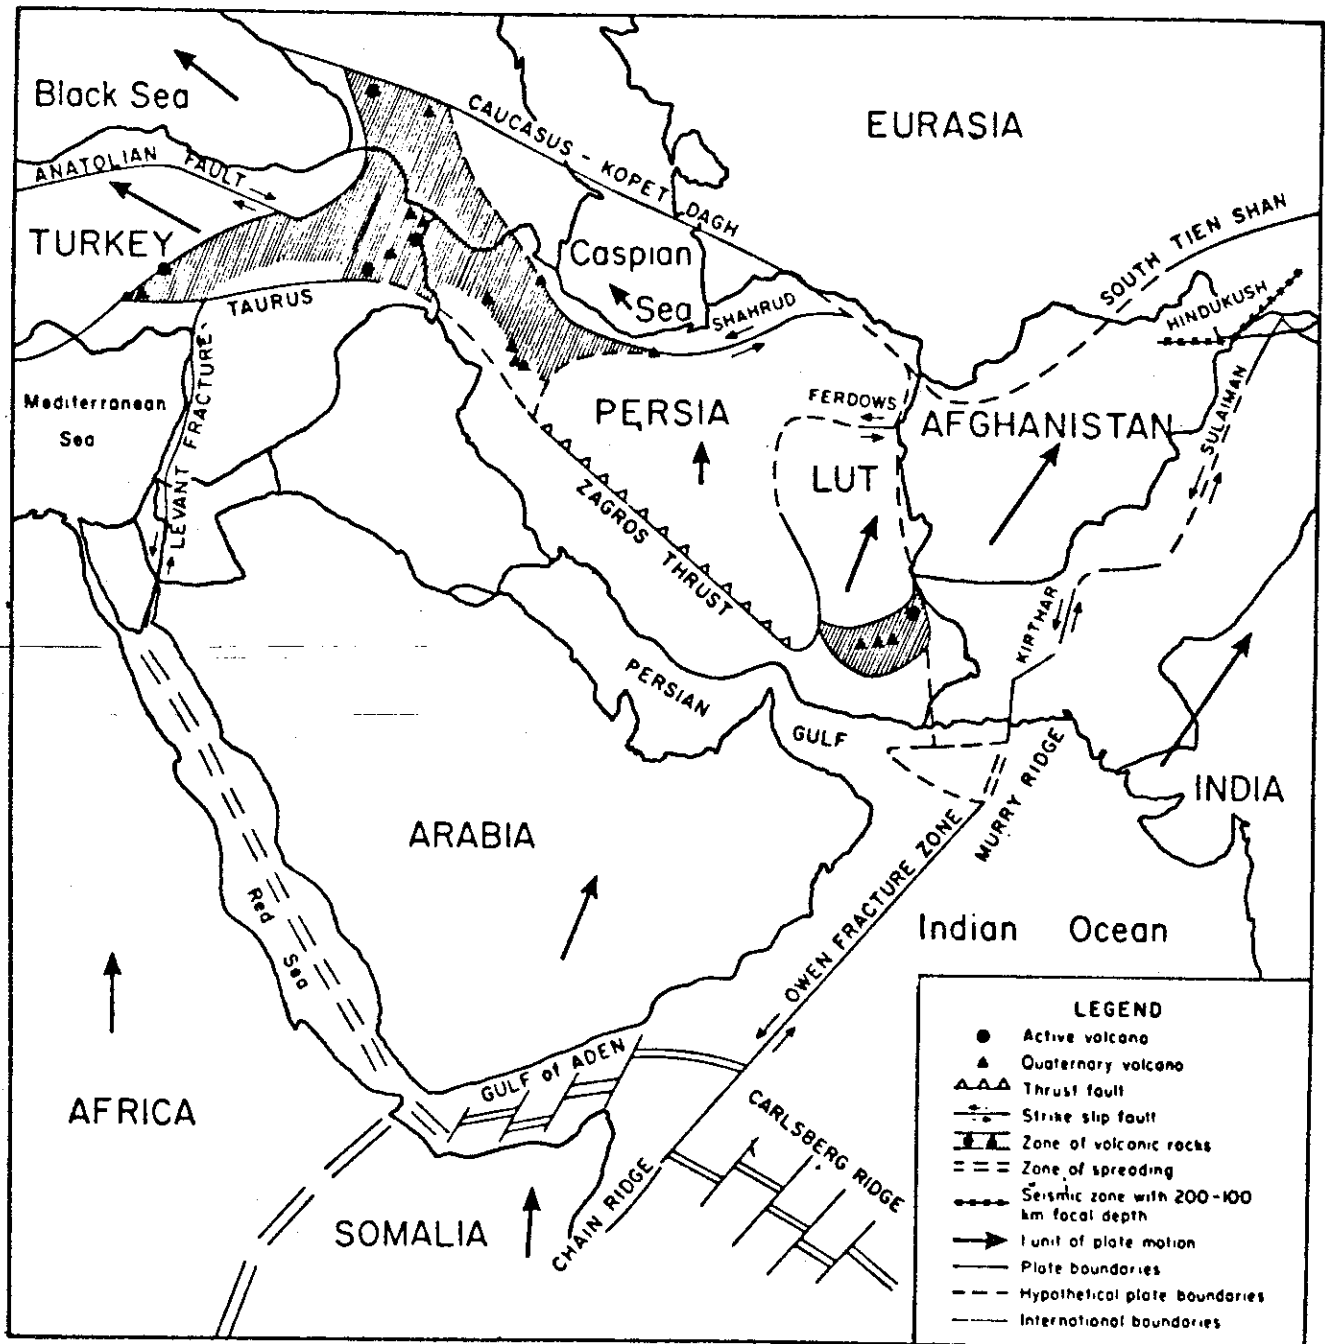 Black Sea
EURASIA
CAUCASUS - KOPET DAGH
ANATOLIAN FAULT
TURKEY
Caspian
Sea
SOUTH TIEN SHAN
HINDUKUSH
TAURUS
SHAHRUD
SULAIMAN
Mediterranean
Sea
LEVANT FRACTURE
PERSIA
FERDOWS
AFGHANISTAN
LUT
ZAGROS THRUST
KIRTHAR
PERSIAN
GULF
MURRY RIDGE
INDIA
ARABIA
OWEN FRACTURE ZONE
Red
Sea
Indian Ocean
GULF of ADEN
AFRICA
CARLSBERG RIDGE
SOMALIA
CHAIN RIDGE
LEGEND
Active volcano
Quaternary volcano
Thrust fault
Strike slip fault
Zone of volcanic rocks
Zone of spreading
Seismic zone with 200-100
km focal depth
1 unit of plate motion
Plate boundaries
Hypothetical plate boundaries
International boundaries